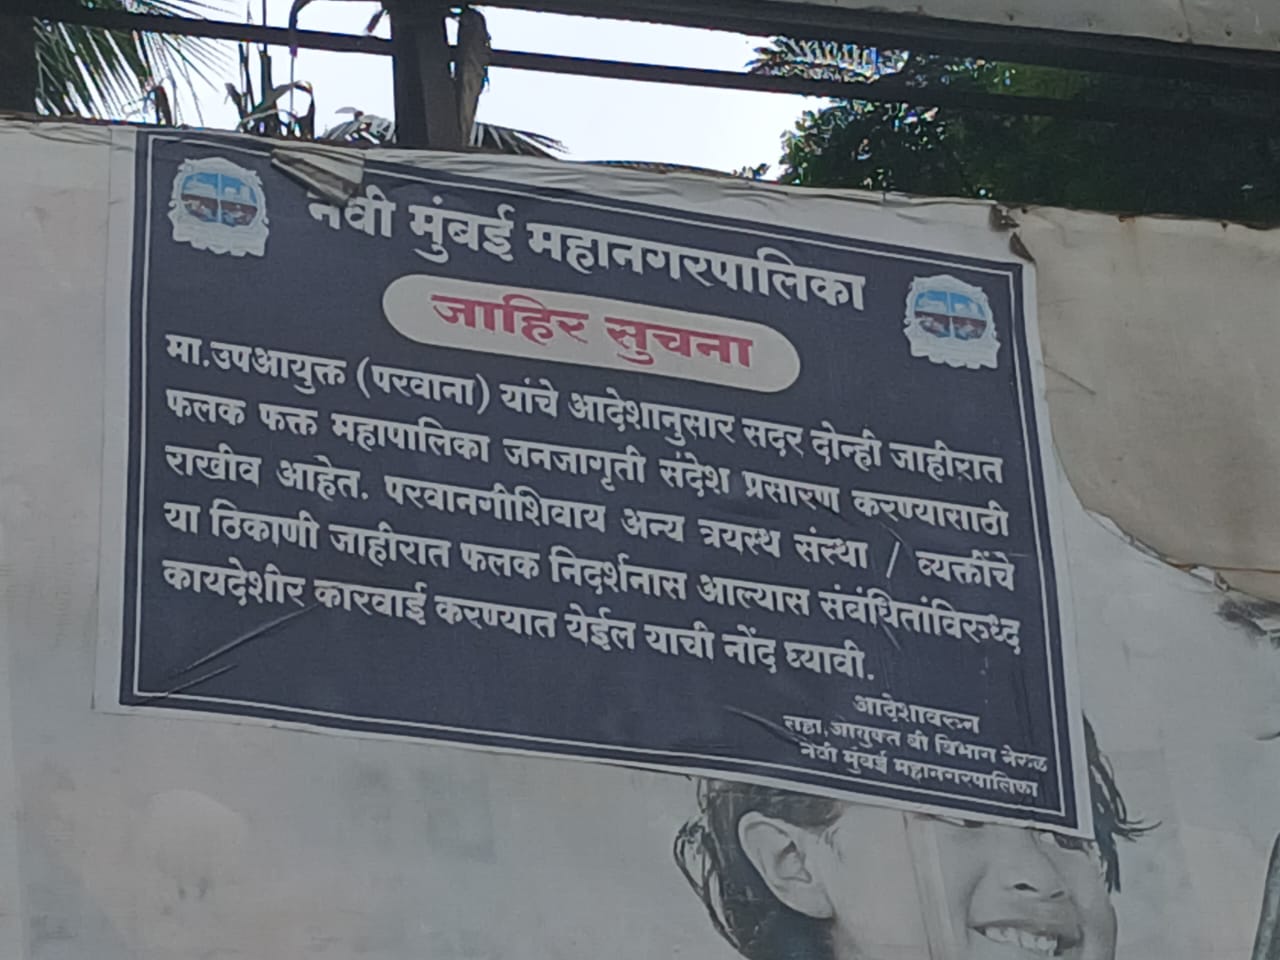 नवी मुंबई महानगरपालिका
जाहिर सुचना
मा.उपआयुक्त (परवाना) यांचे आदेशानुसार सदर दोन्ही जाहीरात
फलक फक्त महापालिका जनजागृती संदेश प्रसारण करण्यासाठी
राखीव आहेत. परवानगीशिवाय अन्य त्रयस्थ संस्था / व्यक्तींचे
या ठिकाणी जाहीरात फलक निदर्शनास आल्यास संबंधितांविरुध्द
कायदेशीर कारवाई करण्यात येईल याची नोंद घ्यावी.
आदेशावरुन
सहा,आयुक्त बी विभाग नेरुळ
नवी मुंबई महानगरपालिका